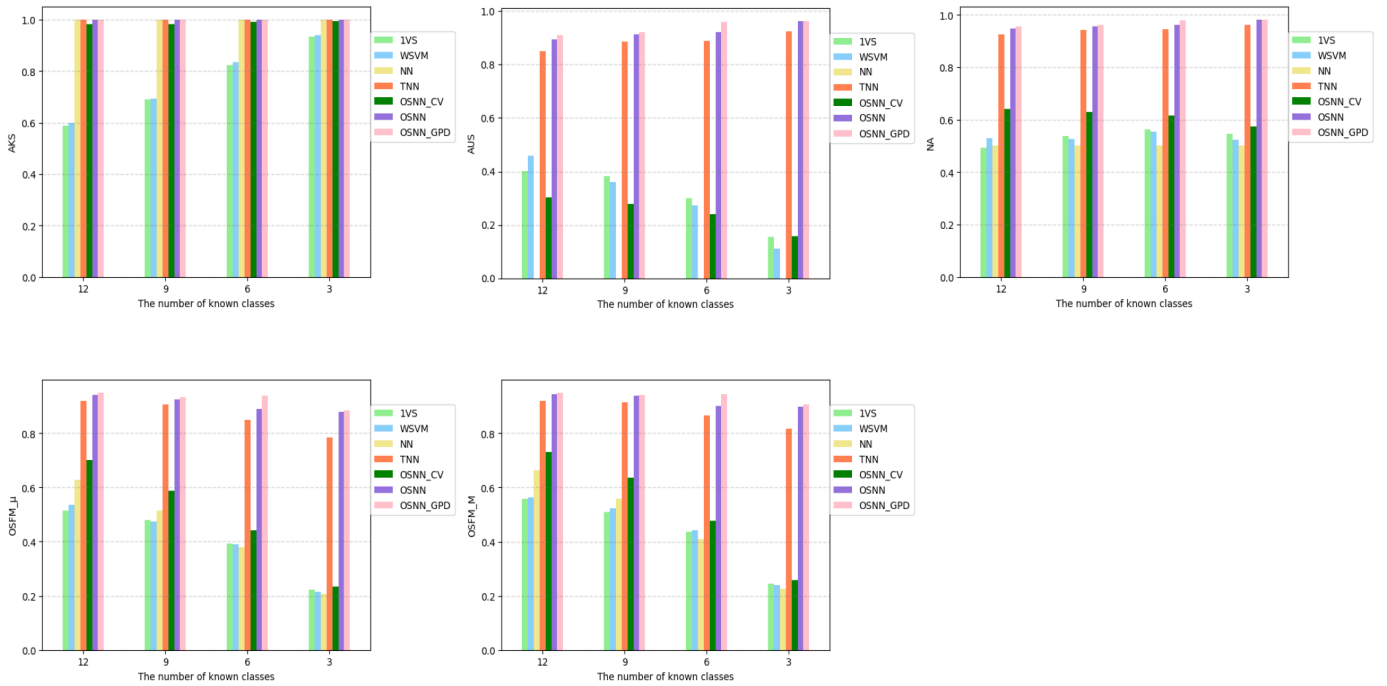 AKS
1.0
0.8
0.6
0.4
0.2
0.0
12 9 6 3
The number of known classes
1VS
WSVM
NN
TNN
OSNN_CV
OSNN
OSNN_GPD
AUS
1.0
0.8
0.6
0.4
0.2
0.0
12 9 6 3
The number of known classes
1VS
WSVM
NN
TNN
OSNN_CV
OSNN
OSNN_GPD
NA
1.0
0.8
0.6
0.4
0.2
0.0
12 9 6 3
The number of known classes
1VS
WSVM
NN
TNN
OSNN_CV
OSNN
OSNN_GPD
OSFM_μ
0.8
0.6
0.4
0.2
0.0
12 9 6 3
The number of known classes
1VS
WSVM
NN
TNN
OSNN_CV
OSNN
OSNN_GPD
OSFM_M
0.8
0.6
0.4
0.2
0.0
12 9 6 3
The number of known classes
1VS
WSVM
NN
TNN
OSNN_CV
OSNN
OSNN_GPD